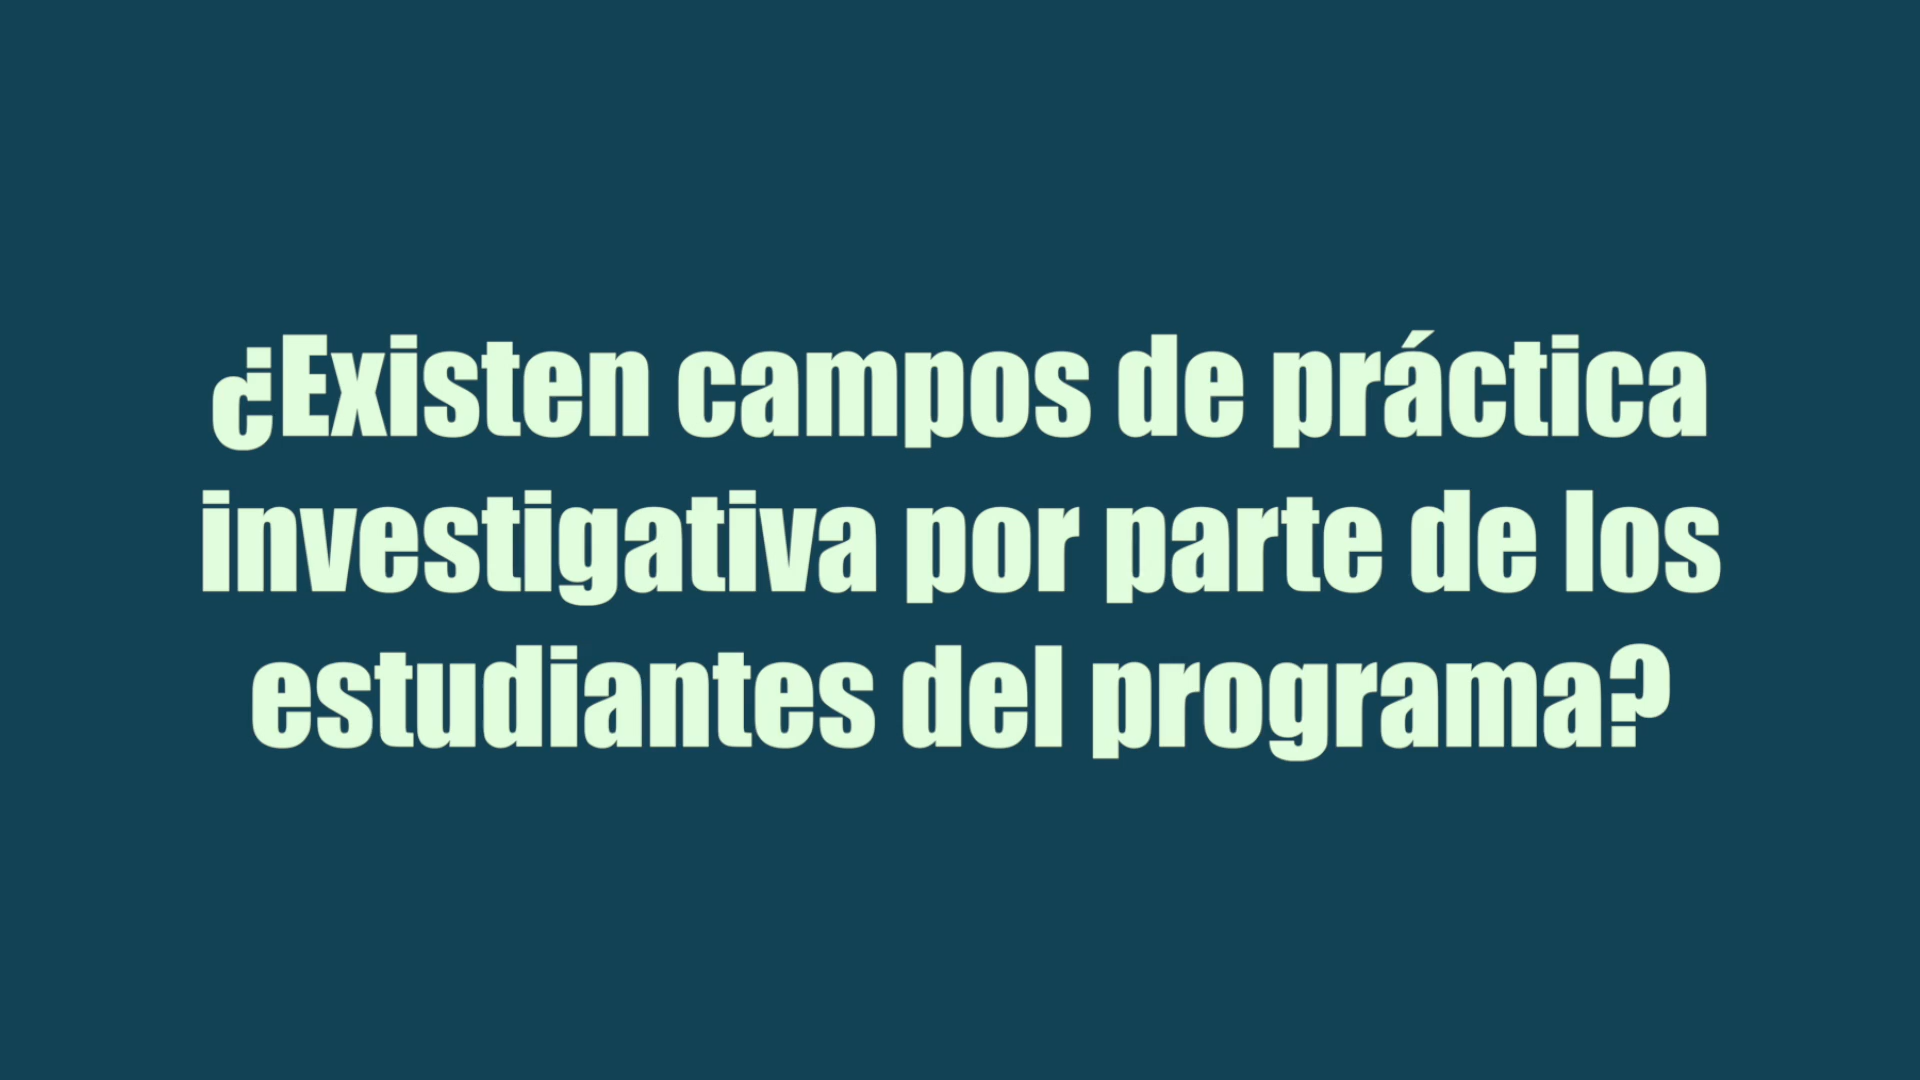 ¿Existen campos de práctica
investigativa por parte de los
estudiantes del programa?